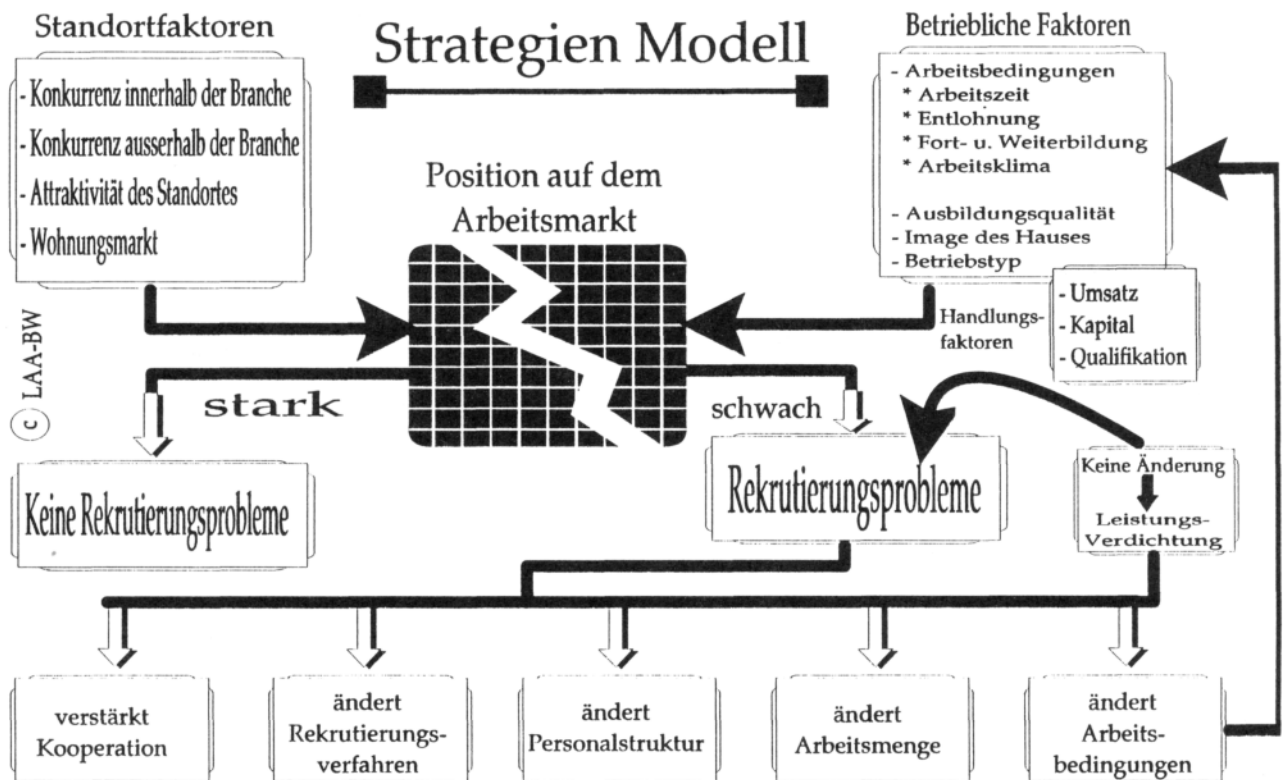 Strategien Modell
Standortfaktoren
- Konkurrenz innerhalb der Branche
- Konkurrenz ausserhalb der Branche
- Attraktivität des Standortes
- Wohnungsmarkt
Position auf dem
Arbeitsmarkt
Betriebliche Faktoren
- Arbeitsbedingungen
* Arbeitszeit
* Entlohnung
* Fort- u. Weiterbildung
* Arbeitsklima
- Ausbildungsqualität
- Image des Hauses
- Betriebstyp
Handlungs-
faktoren
- Umsatz
- Kapital
- Qualifikation
© LAA-BW
stark
schwach
Keine Rekrutierungsprobleme
Rekrutierungsprobleme
Keine Änderung
Leistungs-
Verdichtung
verstärkt
Kooperation
ändert
Rekrutierungs-
verfahren
ändert
Personalstruktur
ändert
Arbeitsmenge
ändert
Arbeits-
bedingungen